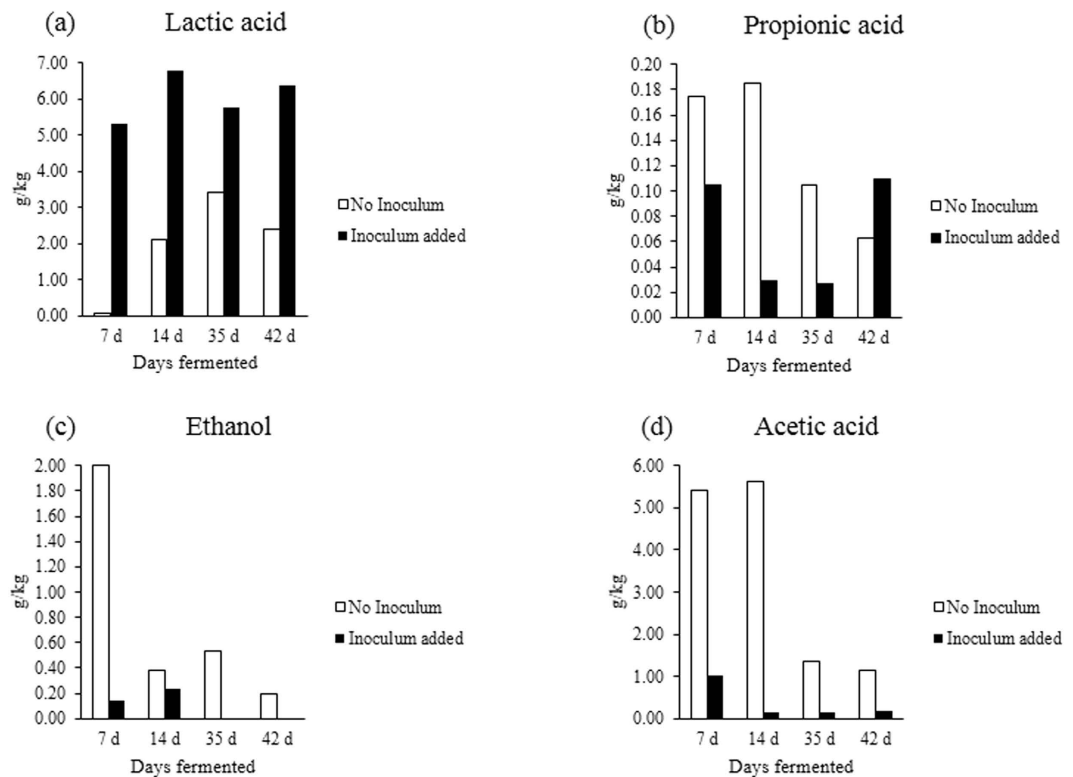 (a) Lactic acid
7.00
6.00
5.00
4.00
3.00
2.00
1.00
0.00
g/kg
7 d 14 d 35 d 42 d
Days fermented
No Inoculum
Inoculum added
(b) Propionic acid
0.20
0.18
0.16
0.14
0.12
0.10
0.08
0.06
0.04
0.02
0.00
g/kg
7 d 14 d 35 d 42 d
Days fermented
No Inoculum
Inoculum added
(c) Ethanol
2.00
1.80
1.60
1.40
1.20
1.00
0.80
0.60
0.40
0.20
0.00
g/kg
7 d 14 d 35 d 42 d
Days fermented
No Inoculum
Inoculum added
(d) Acetic acid
6.00
5.00
4.00
3.00
2.00
1.00
0.00
g/kg
7 d 14 d 35 d 42 d
Days fermented
No Inoculum
Inoculum added